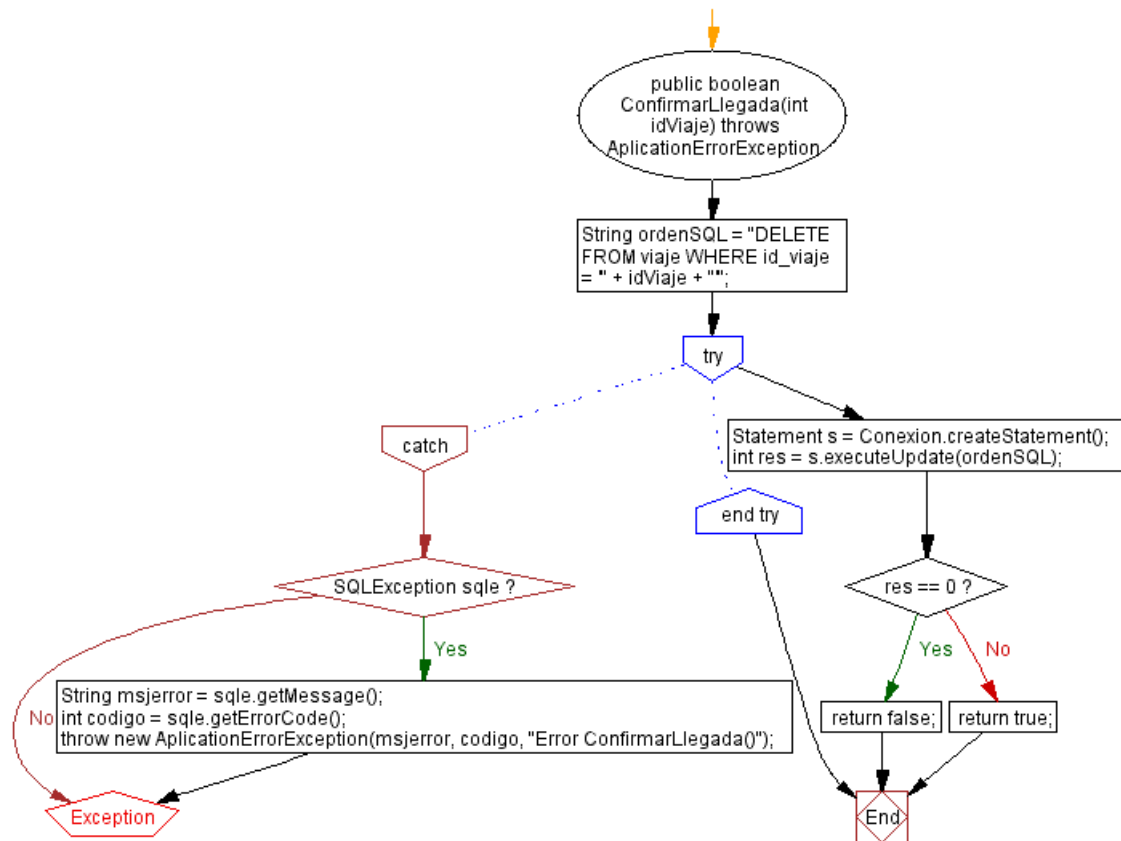 public boolean
ConfirmarLlegada(int
idViaje) throws
AplicationErrorException
String ordenSQL = "DELETE
FROM viaje WHERE id_viaje
= '" + idViaje + "'";
try
catch
Statement s = Conexion.createStatement();
int res = s.executeUpdate(ordenSQL);
end try
SQLException sqle ?
res == 0 ?
Yes
Yes
No
No
String msjerror = sqle.getMessage();
int codigo = sqle.getErrorCode();
throw new AplicationErrorException(msjerror, codigo, "Error ConfirmarLlegada()");
return false;
return true;
Exception
End